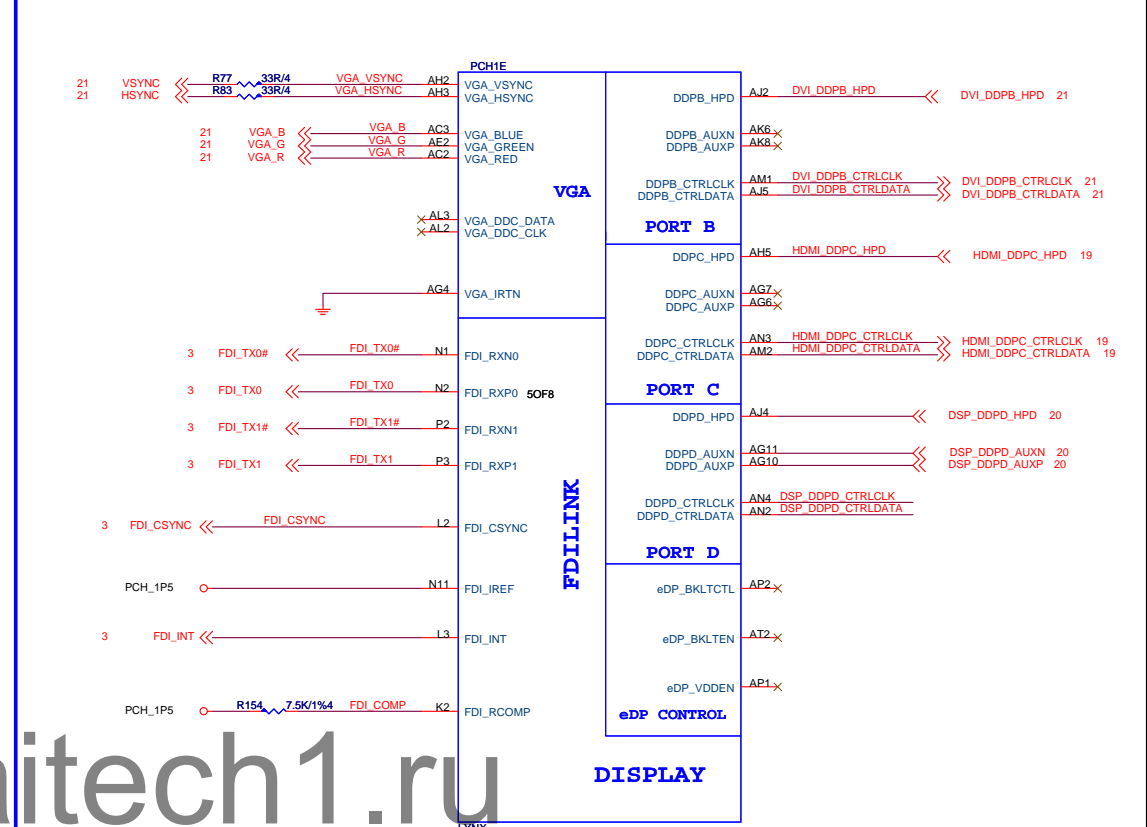 PCH1E
21 VSYNC R77 33R/4 VGA_VSYNC AH2 VGA_VSYNC
21 HSYNC R83 33R/4 VGA_HSYNC AH3 VGA_HSYNC
DDPB_HPD AJ2 DVI_DDPB_HPD DVI_DDPB_HPD 21
21 VGA_B VGA_B AC3 VGA_BLUE
21 VGA_G VGA_G AE2 VGA_GREEN
21 VGA_R VGA_R AC2 VGA_RED
DDPB_AUXN AK6
DDPB_AUXP AK8
VGA
DDPB_CTRLCLK AM1 DVI_DDPB_CTRLCLK DVI_DDPB_CTRLCLK 21
DDPB_CTRLDATA AJ5 DVI_DDPB_CTRLDATA DVI_DDPB_CTRLDATA 21
AL3 VGA_DDC_DATA
AL2 VGA_DDC_CLK
PORT B
DDPC_HPD AH5 HDMI_DDPC_HPD HDMI_DDPC_HPD 19
AG4 VGA_IRTN
DDPC_AUXN AG7
DDPC_AUXP AG6
DDPC_CTRLCLK AN3 HDMI_DDPC_CTRLCLK HDMI_DDPC_CTRLCLK 19
DDPC_CTRLDATA AM2 HDMI_DDPC_CTRLDATA HDMI_DDPC_CTRLDATA 19
3 FDI_TX0# FDI_TX0# N1 FDI_RXN0
3 FDI_TX0 FDI_TX0 N2 FDI_RXP0 5OF8
PORT C
3 FDI_TX1# FDI_TX1# P2 FDI_RXN1
DDPD_HPD AJ4 DSP_DDPD_HPD 20
3 FDI_TX1 FDI_TX1 P3 FDI_RXP1
DDPD_AUXN AG11 DSP_DDPD_AUXN 20
DDPD_AUXP AG10 DSP_DDPD_AUXP 20
FDILINK
DDPD_CTRLCLK AN4 DSP_DDPD_CTRLCLK
DDPD_CTRLDATA AN2 DSP_DDPD_CTRLDATA
3 FDI_CSYNC FDI_CSYNC L2 FDI_CSYNC
PORT D
PCH_1P5 N11 FDI_IREF
eDP_BKLTCTL AP2
3 FDI_INT L3 FDI_INT
eDP_BKLTEN AT2
eDP_VDDEN AP1
PCH_1P5 R154 7.5K/1%4 FDI_COMP K2 FDI_RCOMP
eDP CONTROL
DISPLAY
aitech1.ru
LYNX